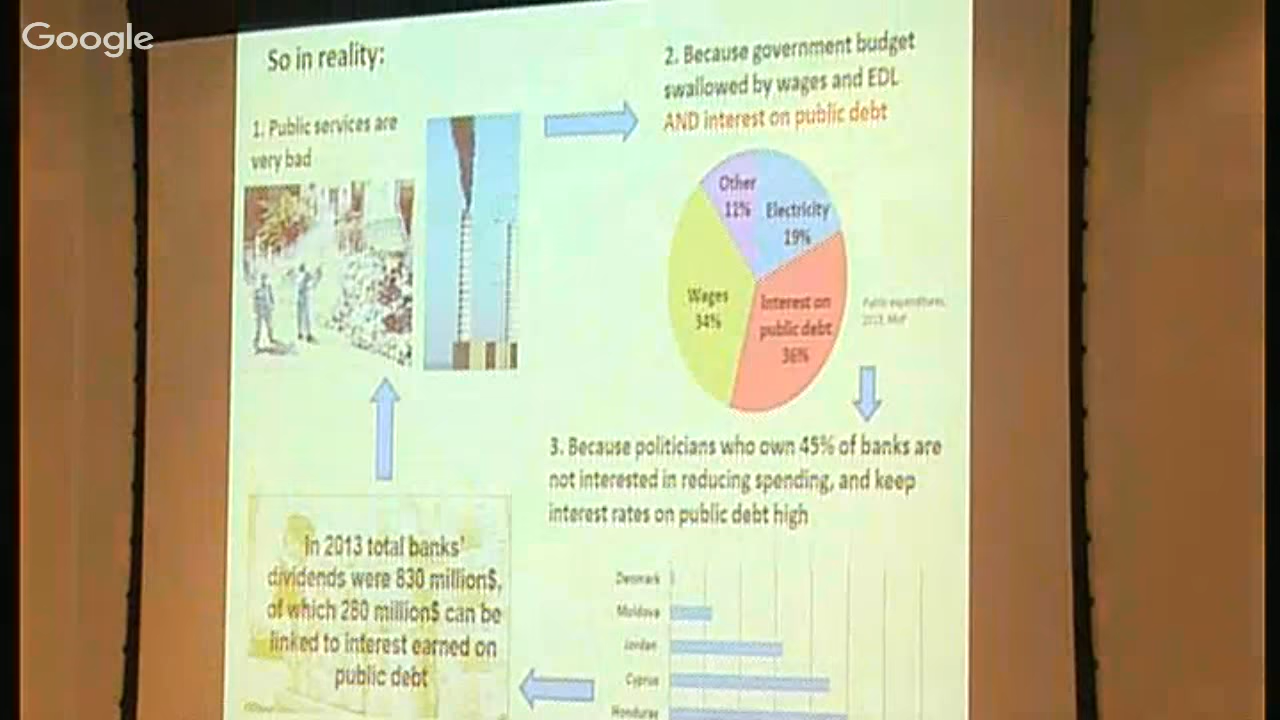 Google
So in reality:
1. Public services are
very bad
2. Because government budget
swallowed by wages and EDL
AND interest on public debt
Other
11%
Electricity
19%
Wages
34%
Interest on
public debt
36%
Public expenditures,
2013, MoF
3. Because politicians who own 45% of banks are
not interested in reducing spending, and keep
interest rates on public debt high
Denmark
Moldova
Jordan
Cyprus
Honduras
In 2013 total banks'
dividends were 830 million$,
of which 280 million$ can be
linked to interest earned on
public debt